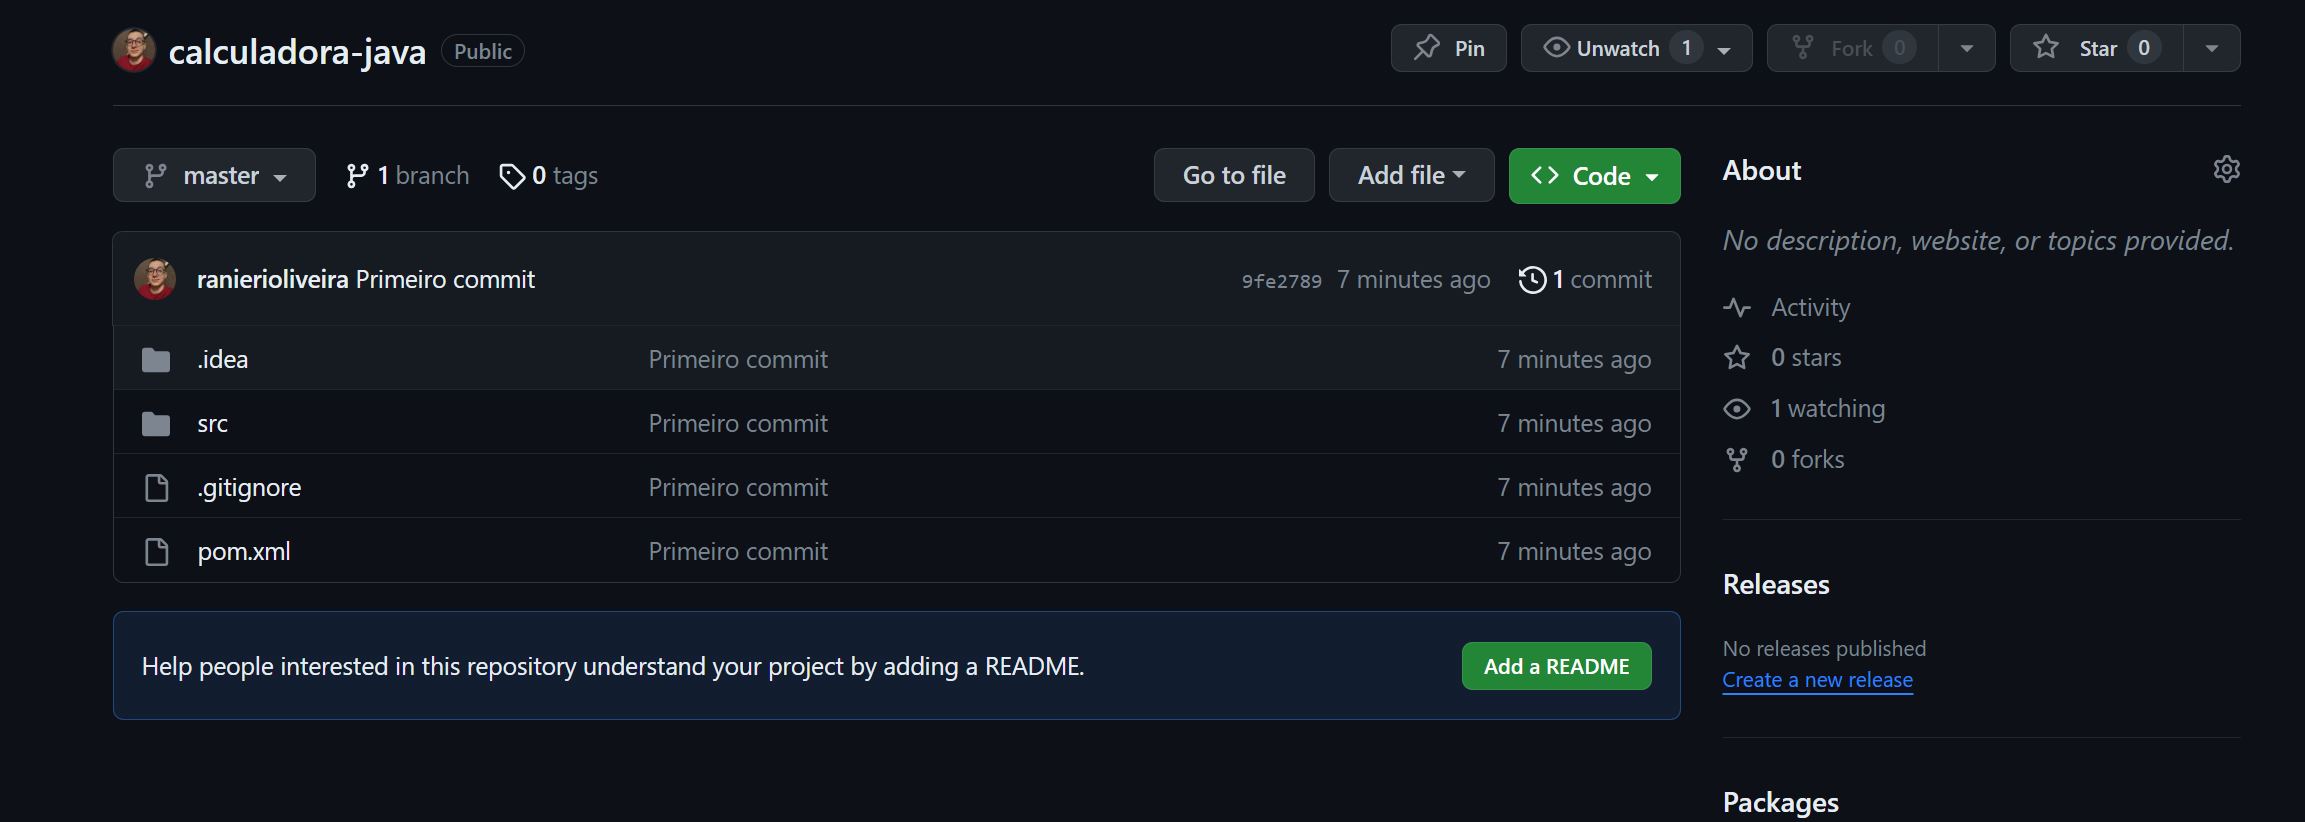 calculadora-java Public Pin Unwatch 1 Fork 0 Star 0
master 1 branch 0 tags Go to file Add file Code
ranierioliveira Primeiro commit 9fe2789 7 minutes ago 1 commit
.idea Primeiro commit 7 minutes ago
src Primeiro commit 7 minutes ago
.gitignore Primeiro commit 7 minutes ago
pom.xml Primeiro commit 7 minutes ago
Help people interested in this repository understand your project by adding a README. Add a README
About
No description, website, or topics provided.
Activity
0 stars
1 watching
0 forks
Releases
No releases published
Create a new release
Packages